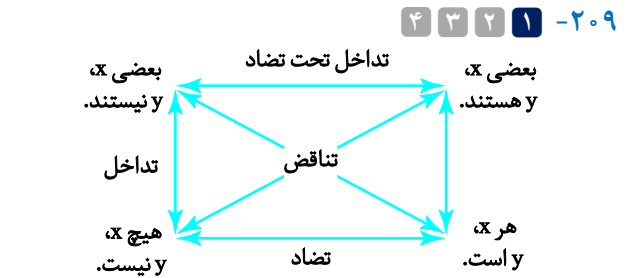 ۲۰۹- ۱ ۲ ۳ ۴
تداخل تحت تضاد
بعضی x،
y هستند.
بعضی x،
y نیستند.
تناقض
تداخل
هر x،
y است.
هیچ x،
y نیست.
تضاد